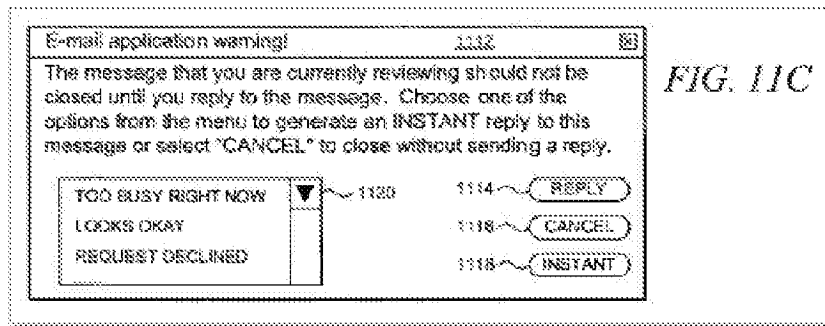 E-mail application warning! 1112
The message that you are currently reviewing should not be
closed until you reply to the message. Choose one of the
options from the menu to generate an INSTANT reply to this
message or select "CANCEL" to close without sending a reply.
TOO BUSY RIGHT NOW
LOOKS OKAY
REQUEST DECLINED
1120
1114 REPLY
1116 CANCEL
1118 INSTANT
FIG. 11C